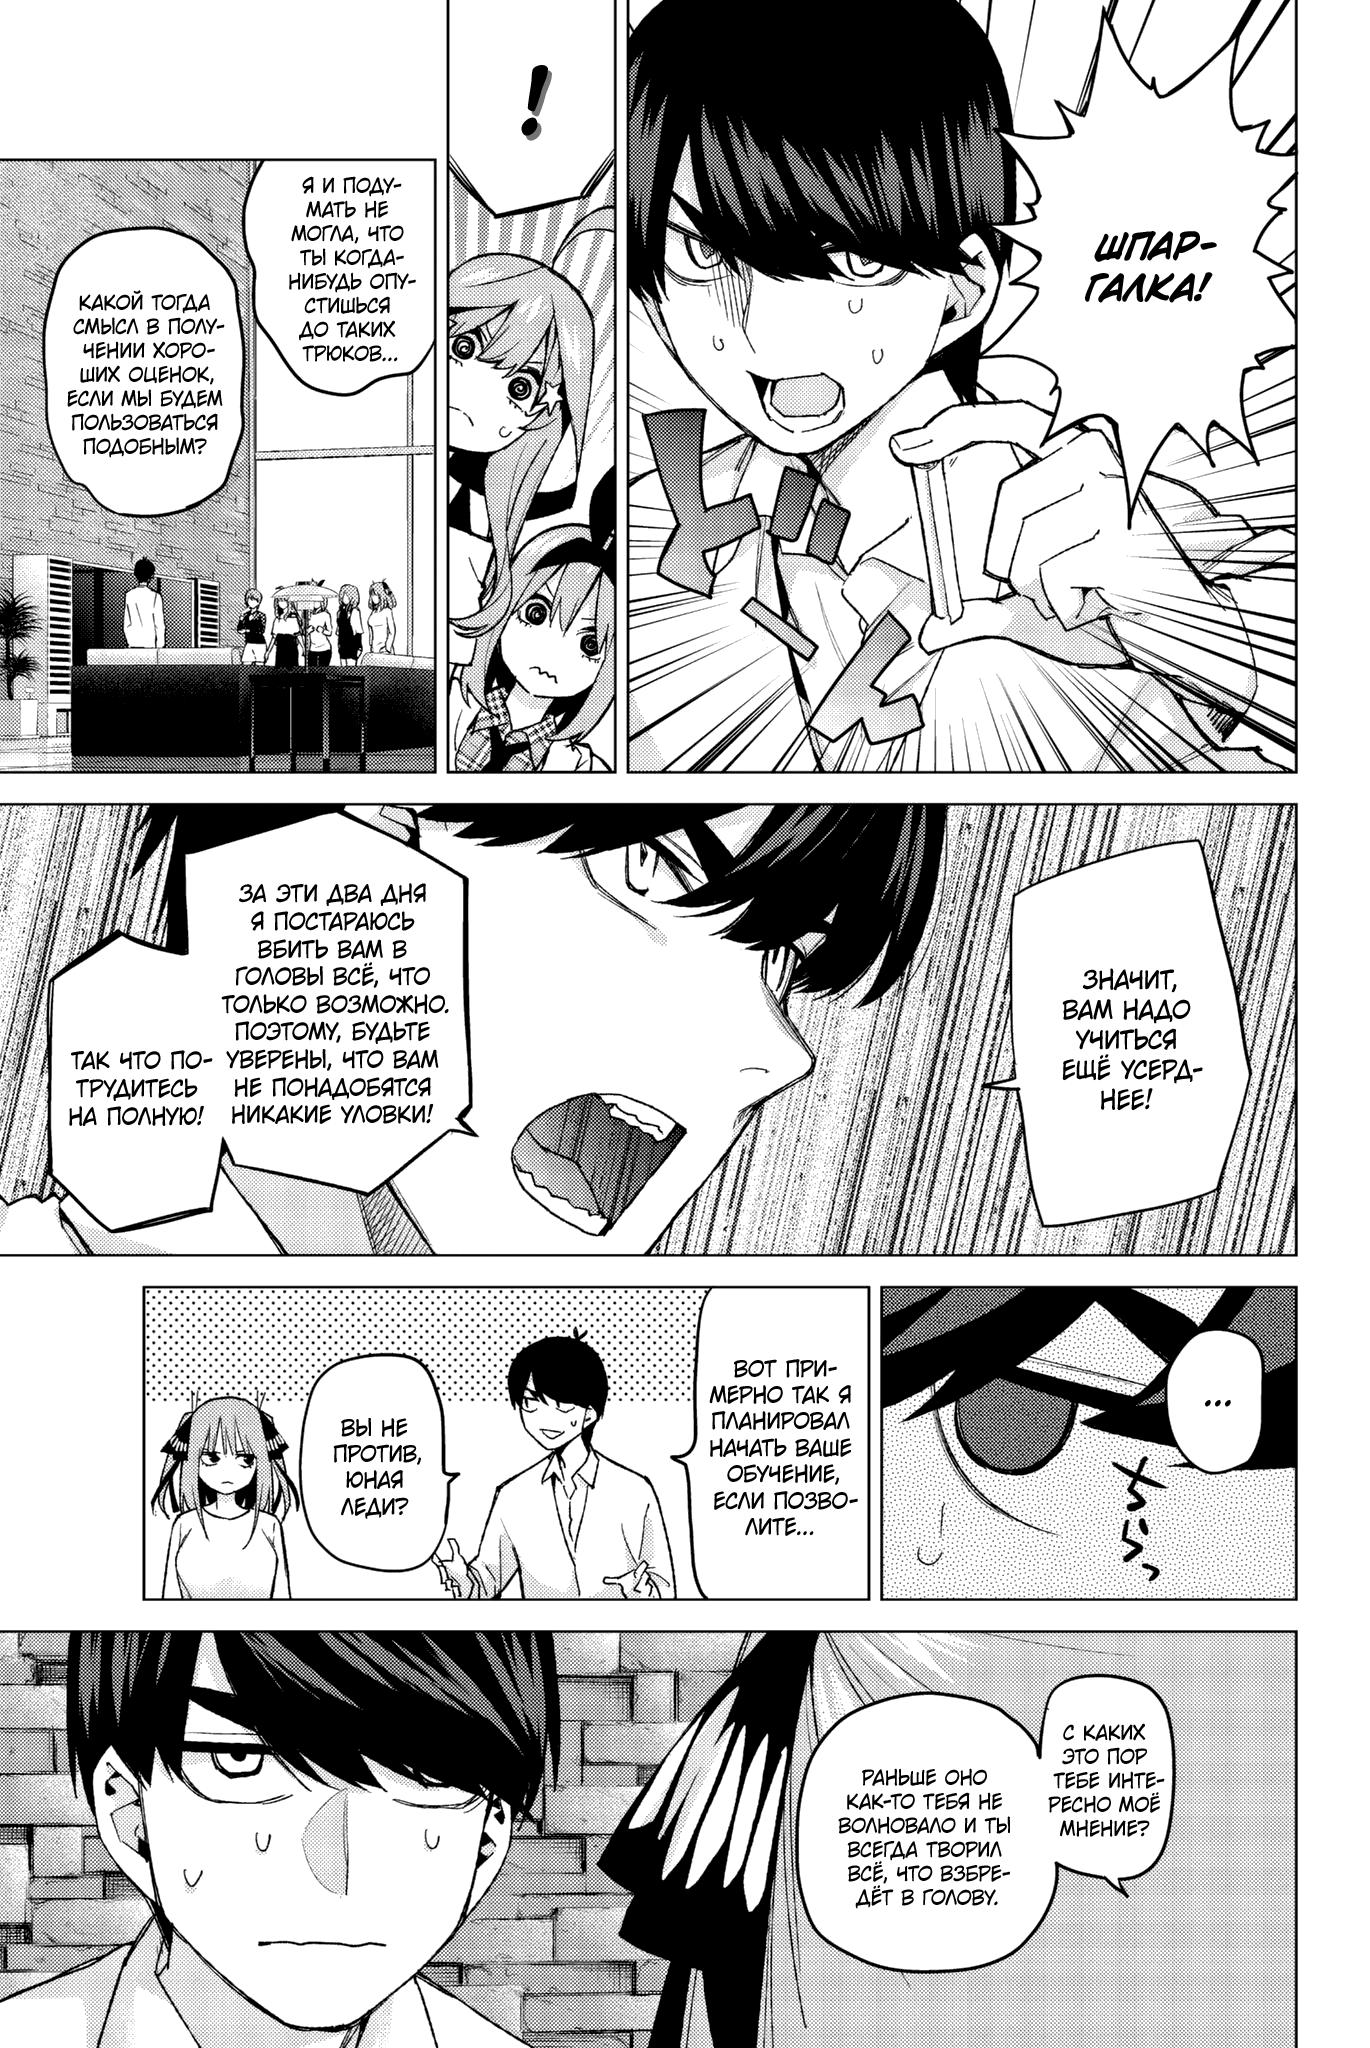 ШПАР-
ГАЛКА!
!
Я И ПОДУ-
МАТЬ НЕ
МОГЛА, ЧТО
ТЫ КОГДА-
НИБУДЬ ОПУ-
СТИШЬСЯ
ДО ТАКИХ
ТРЮКОВ...
КАКОЙ ТОГДА
СМЫСЛ В ПОЛУ-
ЧЕНИИ ХОРО-
ШИХ ОЦЕНОК,
ЕСЛИ МЫ БУДЕМ
ПОЛЬЗОВАТЬСЯ
ПОДОБНЫМ?
ЗНАЧИТ,
ВАМ НАДО
УЧИТЬСЯ
ЕЩЁ УСЕРД-
НЕЕ!
ЗА ЭТИ ДВА ДНЯ
Я ПОСТАРАЮСЬ
ВБИТЬ ВАМ В
ГОЛОВЫ ВСЁ, ЧТО
ТОЛЬКО ВОЗМОЖНО.
ПОЭТОМУ, БУДЬТЕ
УВЕРЕНЫ, ЧТО ВАМ
НЕ ПОНАДОБЯТСЯ
НИКАКИЕ УЛОВКИ!
ТАК ЧТО ПО-
ТРУДИТЕСЬ
НА ПОЛНУЮ!
...
ちらっ
ВОТ ПРИ-
МЕРНО ТАК Я
ПЛАНИРОВАЛ
НАЧАТЬ ВАШЕ
ОБУЧЕНИЕ,
ЕСЛИ ПОЗВО-
ЛИТЕ...
ВЫ НЕ
ПРОТИВ,
ЮНАЯ
ЛЕДИ?
С КАКИХ
ЭТО ПОР
ТЕБЕ ИНТЕ-
РЕСНО МОЁ
МНЕНИЕ?
РАНЬШЕ ОНО
КАК-ТО ТЕБЯ НЕ
ВОЛНОВАЛО И ТЫ
ВСЕГДА ТВОРИЛ
ВСЁ, ЧТО ВЗБРЕ-
ДЁТ В ГОЛОВУ.